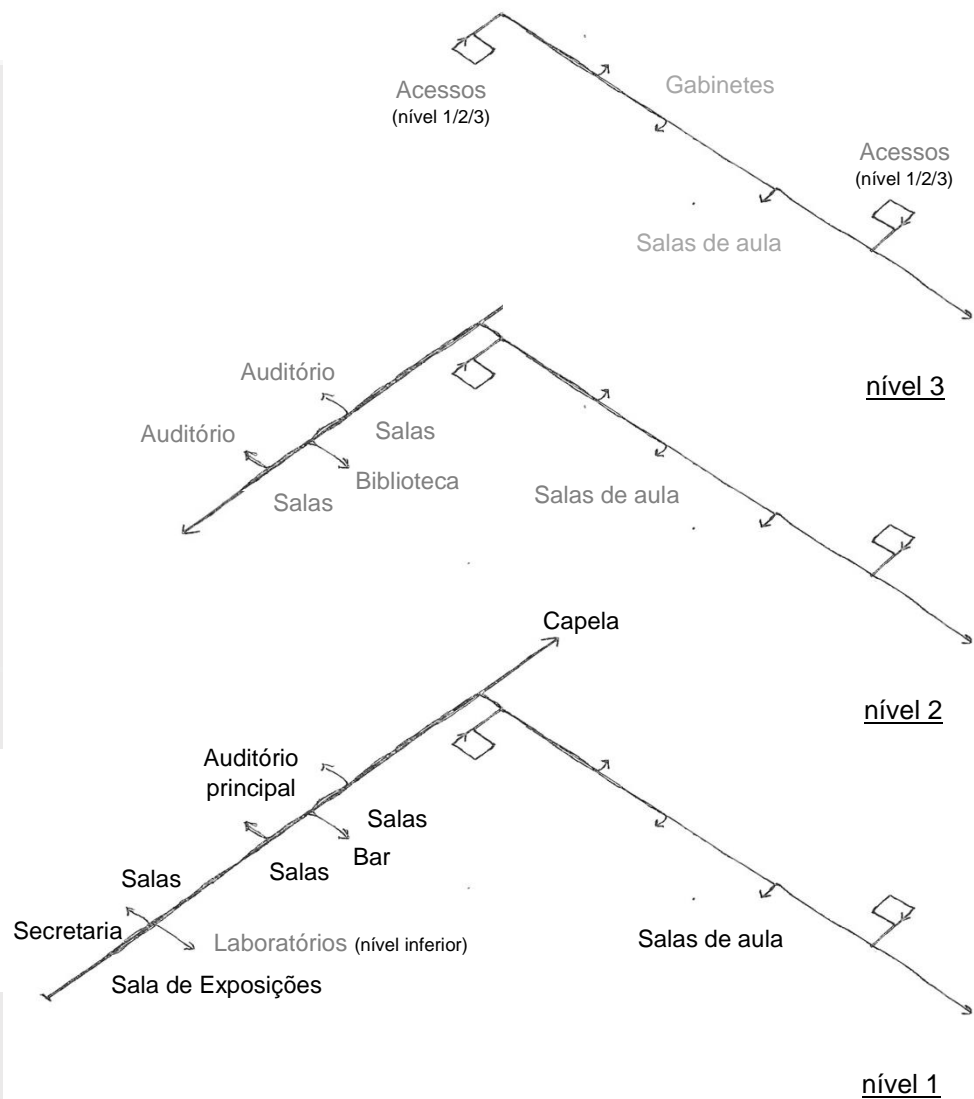 Gabinetes
Acessos
(nível 1/2/3)
Acessos
(nível 1/2/3)
Salas de aula
nível 3
Auditório
Auditório
Salas
Biblioteca
Salas
Salas de aula
nível 2
Capela
Auditório
principal
Salas
Bar
Salas
Salas
Secretaria
Laboratórios (nível inferior)
Salas de aula
Sala de Exposições
nível 1